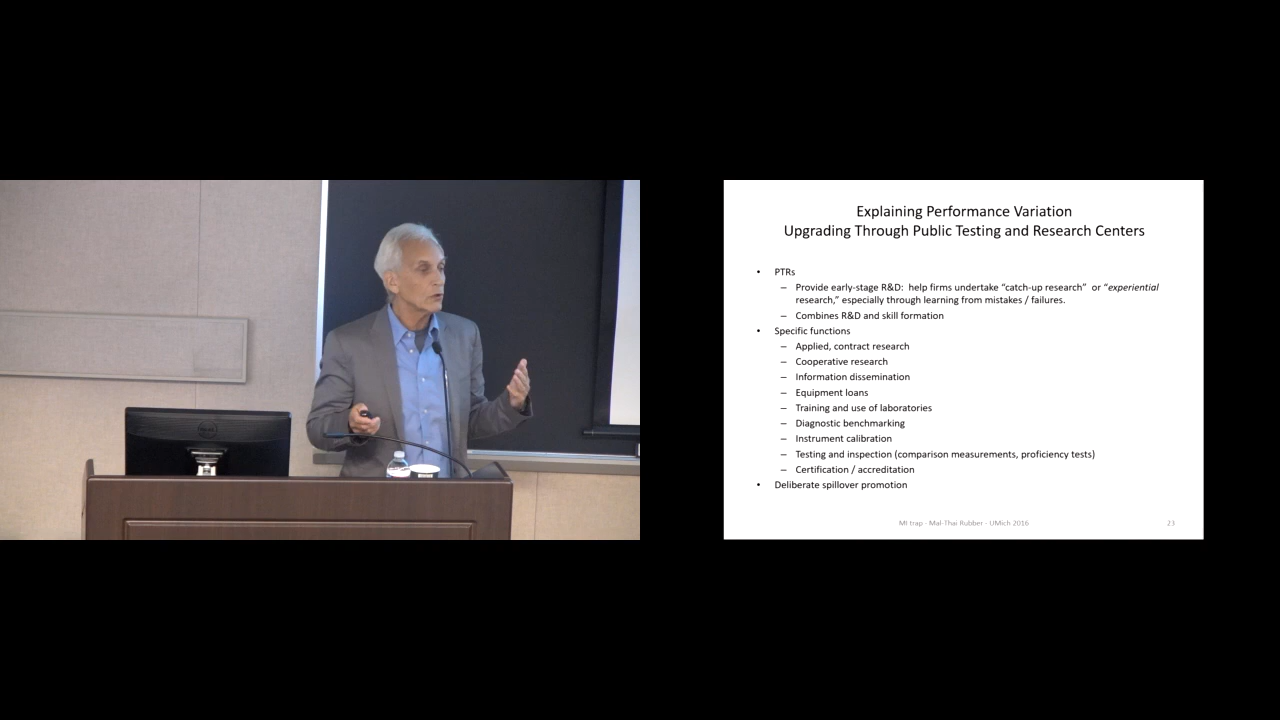 Explaining Performance Variation
Upgrading Through Public Testing and Research Centers
• PTRs
– Provide early-stage R&D: help firms undertake “catch-up research” or “experiential
research,” especially through learning from mistakes / failures.
– Combines R&D and skill formation
• Specific functions
– Applied, contract research
– Cooperative research
– Information dissemination
– Equipment loans
– Training and use of laboratories
– Diagnostic benchmarking
– Instrument calibration
– Testing and inspection (comparison measurements, proficiency tests)
– Certification / accreditation
• Deliberate spillover promotion
MI trap - Mal-Thai Rubber - UMich 2016
23